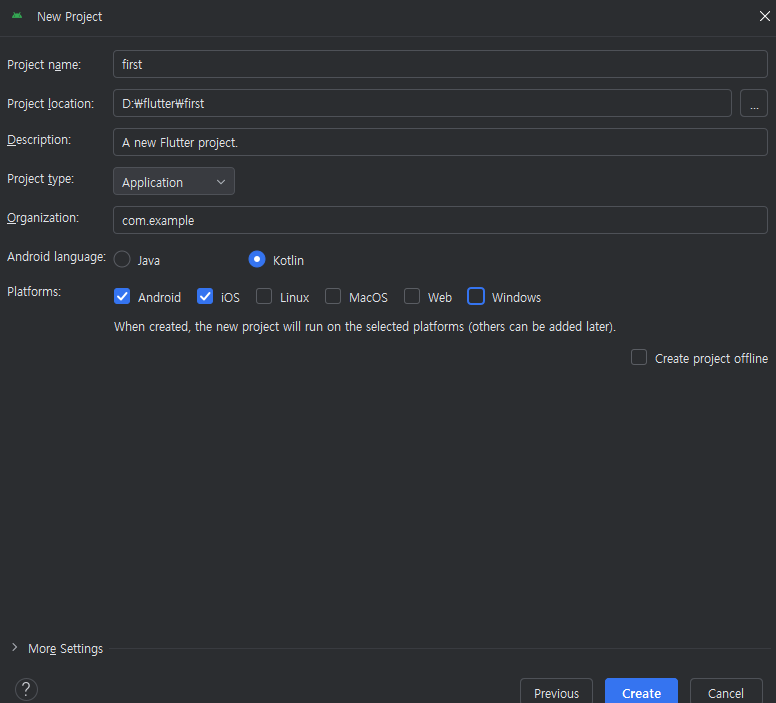 New Project
Project name: first
Project location: D:₩flutter₩first ...
Description: A new Flutter project.
Project type: Application
Organization: com.example
Android language: Java Kotlin
Platforms: Android iOS Linux MacOS Web Windows
When created, the new project will run on the selected platforms (others can be added later).
Create project offline
More Settings
? Previous Create Cancel